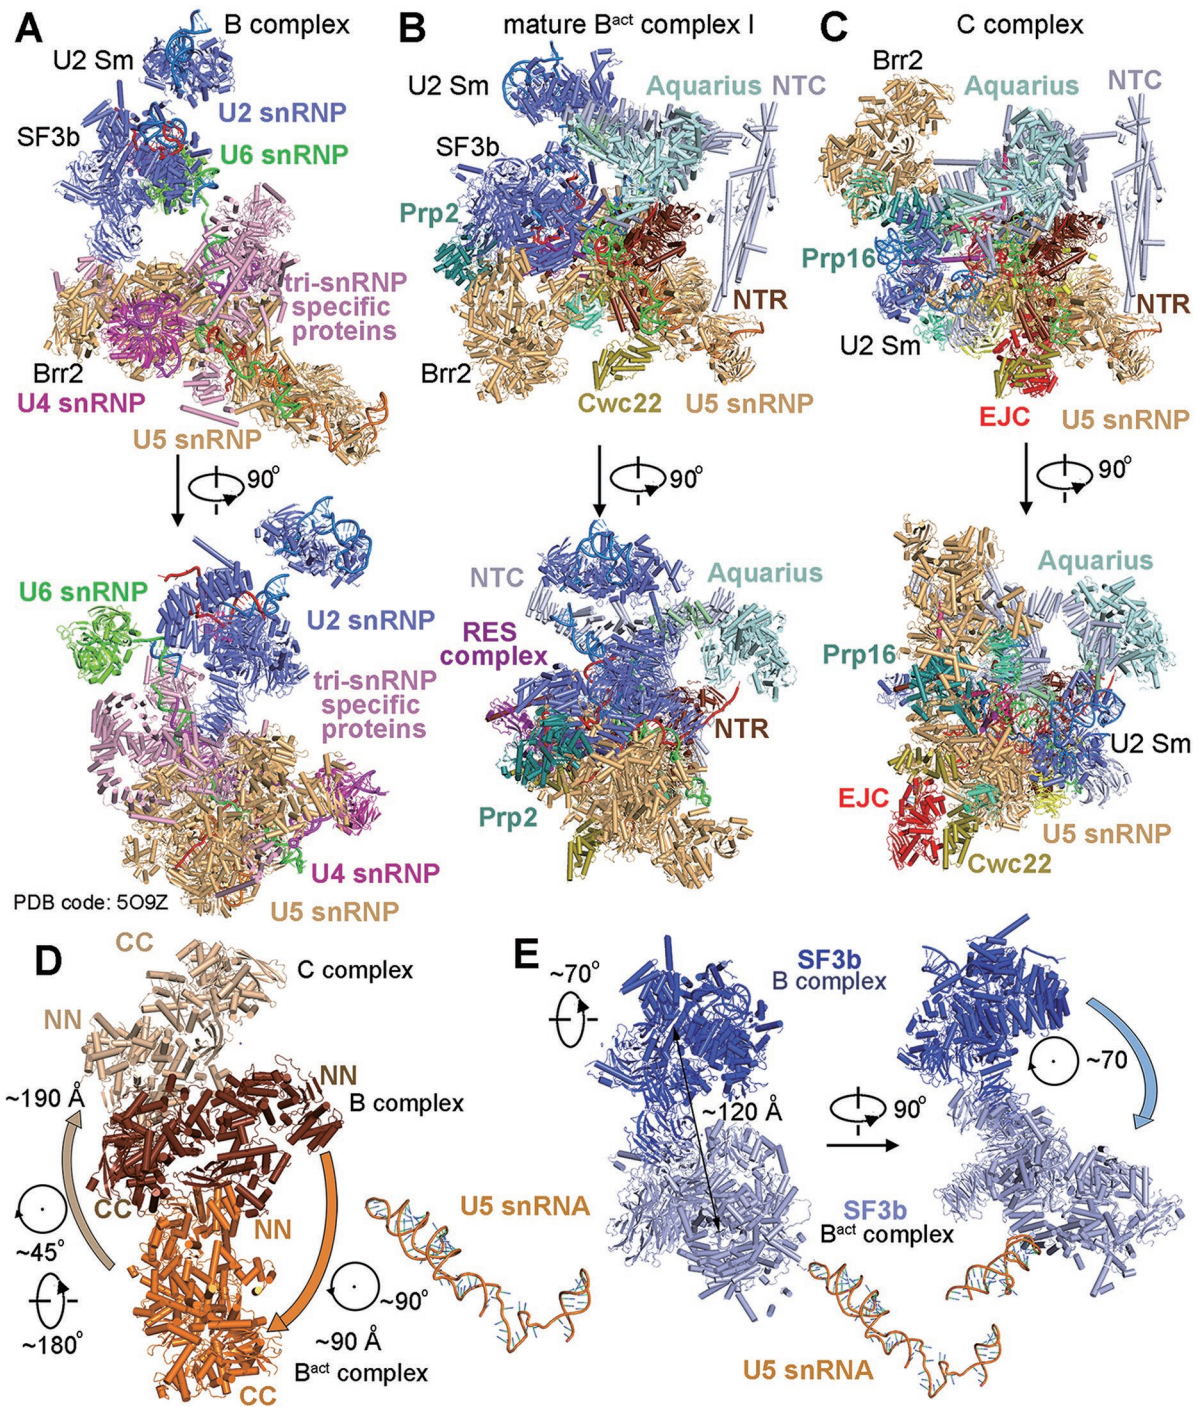 A
B complex
U2 Sm
U2 snRNP
SF3b
U6 snRNP
tri-snRNP
specific
proteins
Brr2
U4 snRNP
U5 snRNP
90°
U6 snRNP
U2 snRNP
tri-snRNP
specific
proteins
U4 snRNP
PDB code: 5O9Z
U5 snRNP
B
mature Bact complex I
U2 Sm
Aquarius
NTC
SF3b
Prp2
NTR
Brr2
Cwc22
U5 snRNP
90°
NTC
Aquarius
RES
complex
NTR
Prp2
C
C complex
Brr2
Aquarius
NTC
Prp16
NTR
U2 Sm
EJC
U5 snRNP
90°
Aquarius
Prp16
U2 Sm
EJC
U5 snRNP
Cwc22
D
CC
C complex
NN
NN
~190 Å
B complex
CC
NN
~45°
~180°
~90°
~90 Å
Bact complex
CC
U5 snRNA
E
~70°
SF3b
B complex
~120 Å
90°
~70
SF3b
Bact complex
U5 snRNA